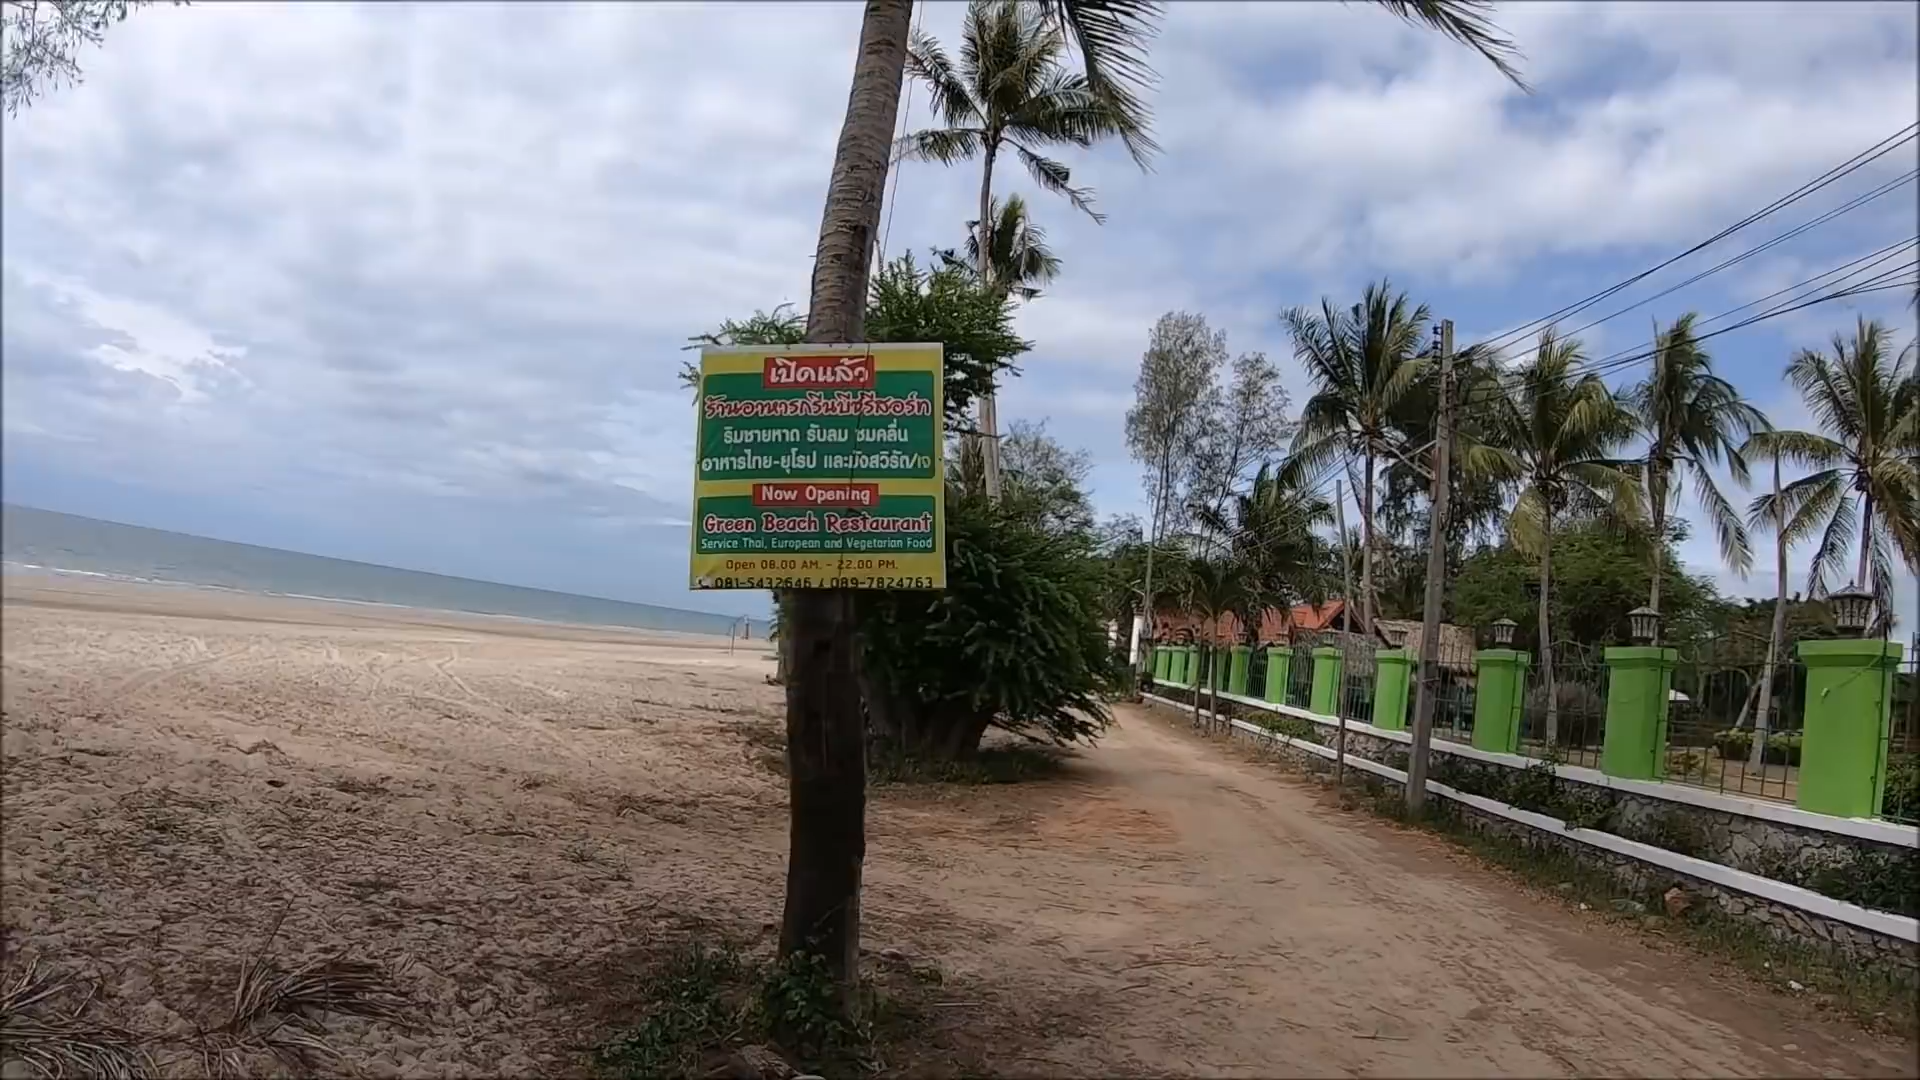 เปิดแล้ว
ร้านอาหารกรีนบีชรีสอร์ท
ริมชายหาด รับลม ชมคลื่น
อาหารไทย-ยุโรป และมังสวิรัต/เจ
Now Opening
Green Beach Restaurant
Service Thai, European and Vegetarian Food
Open 08.00 AM. - 22.00 PM.
081-5432646 / 089-7824763